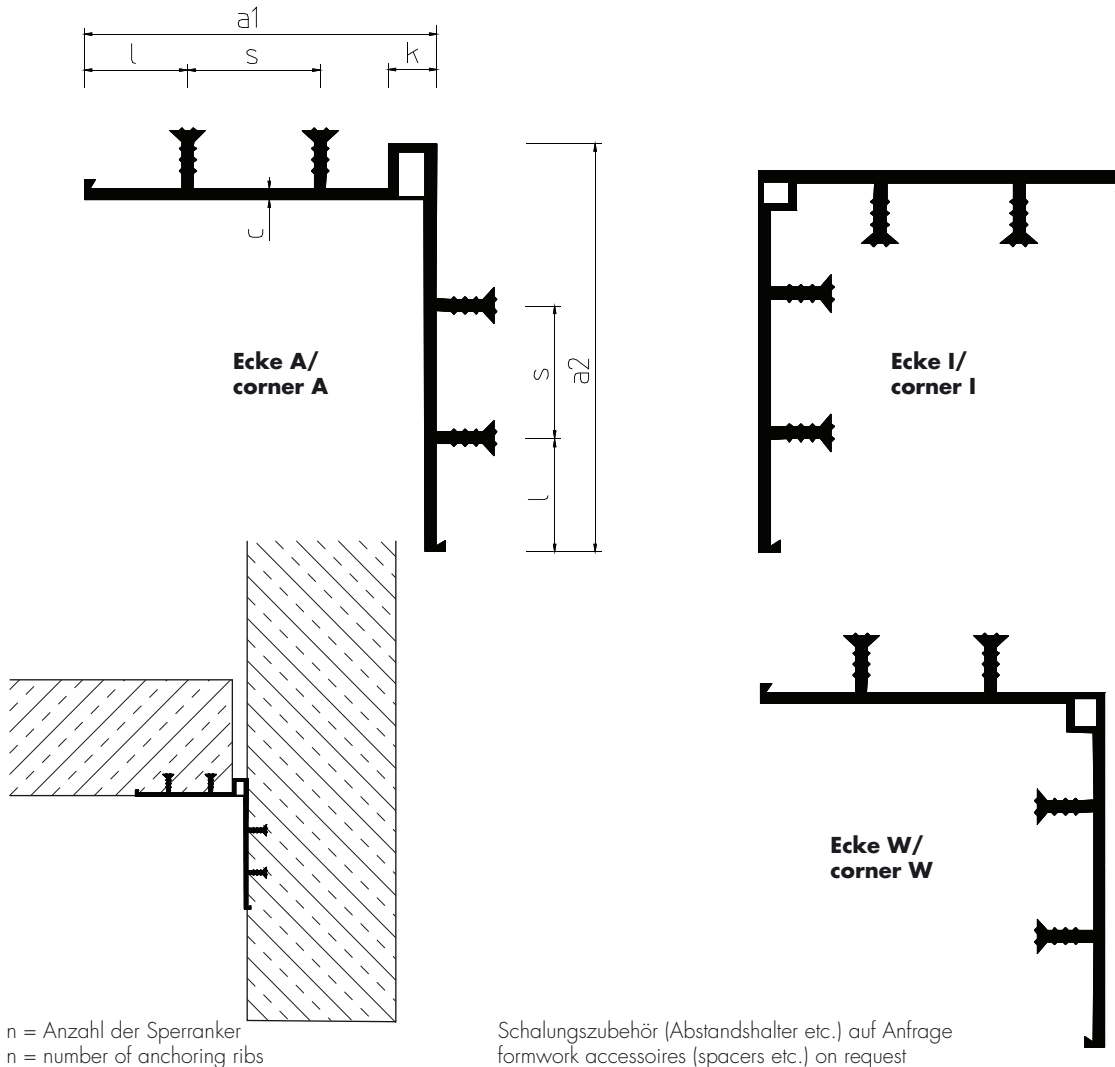 a1
l
s
k
c
Ecke A/
corner A
s
a2
l
Ecke I/
corner I
Ecke W/
corner W
n = Anzahl der Sperranker
n = number of anchoring ribs
Schalungszubehör (Abstandshalter etc.) auf Anfrage
formwork accessoires (spacers etc.) on request